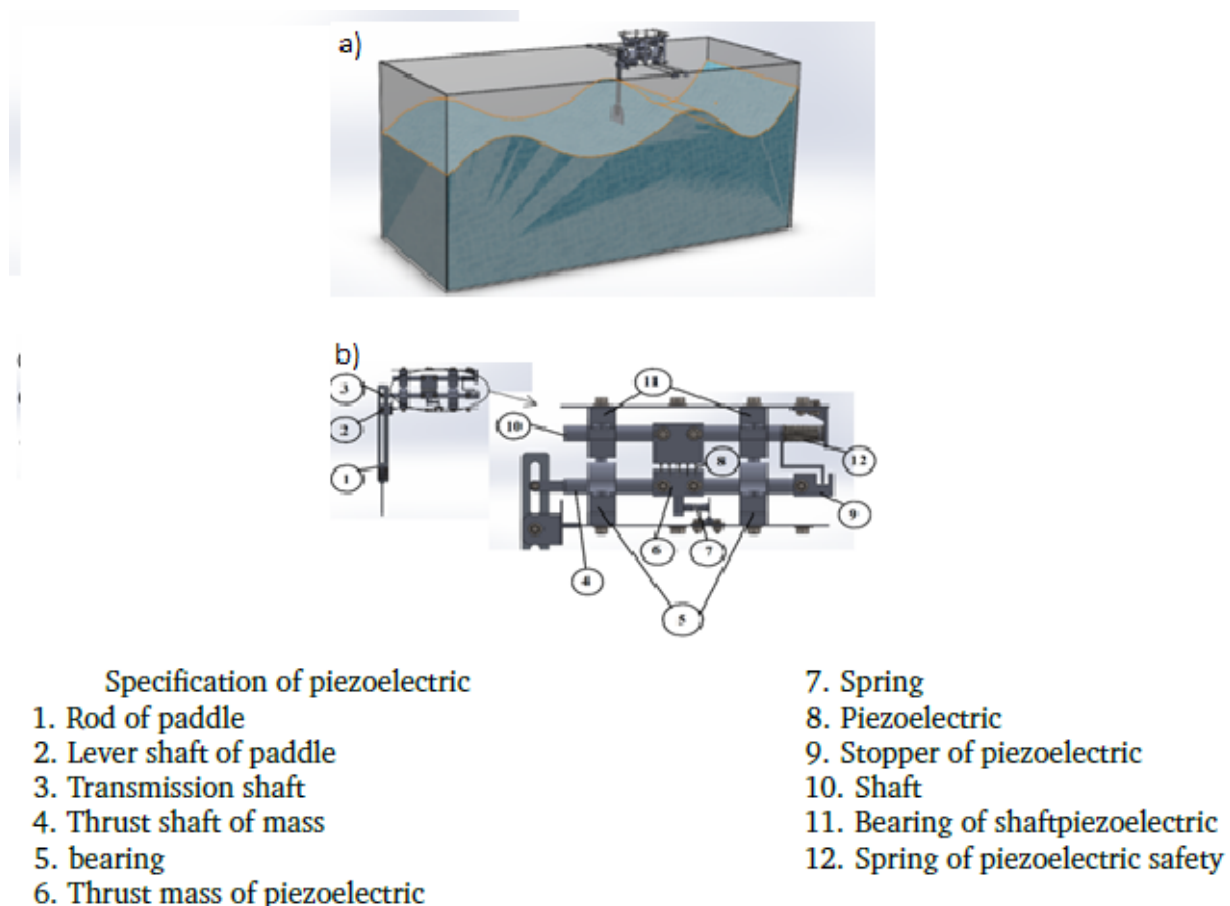 a)
b)
3
2
1
11
10
8
12
9
6
7
4
5
Specification of piezoelectric
1. Rod of paddle
2. Lever shaft of paddle
3. Transmission shaft
4. Thrust shaft of mass
5. bearing
6. Thrust mass of piezoelectric
7. Spring
8. Piezoelectric
9. Stopper of piezoelectric
10. Shaft
11. Bearing of shaftpiezoelectric
12. Spring of piezoelectric safety